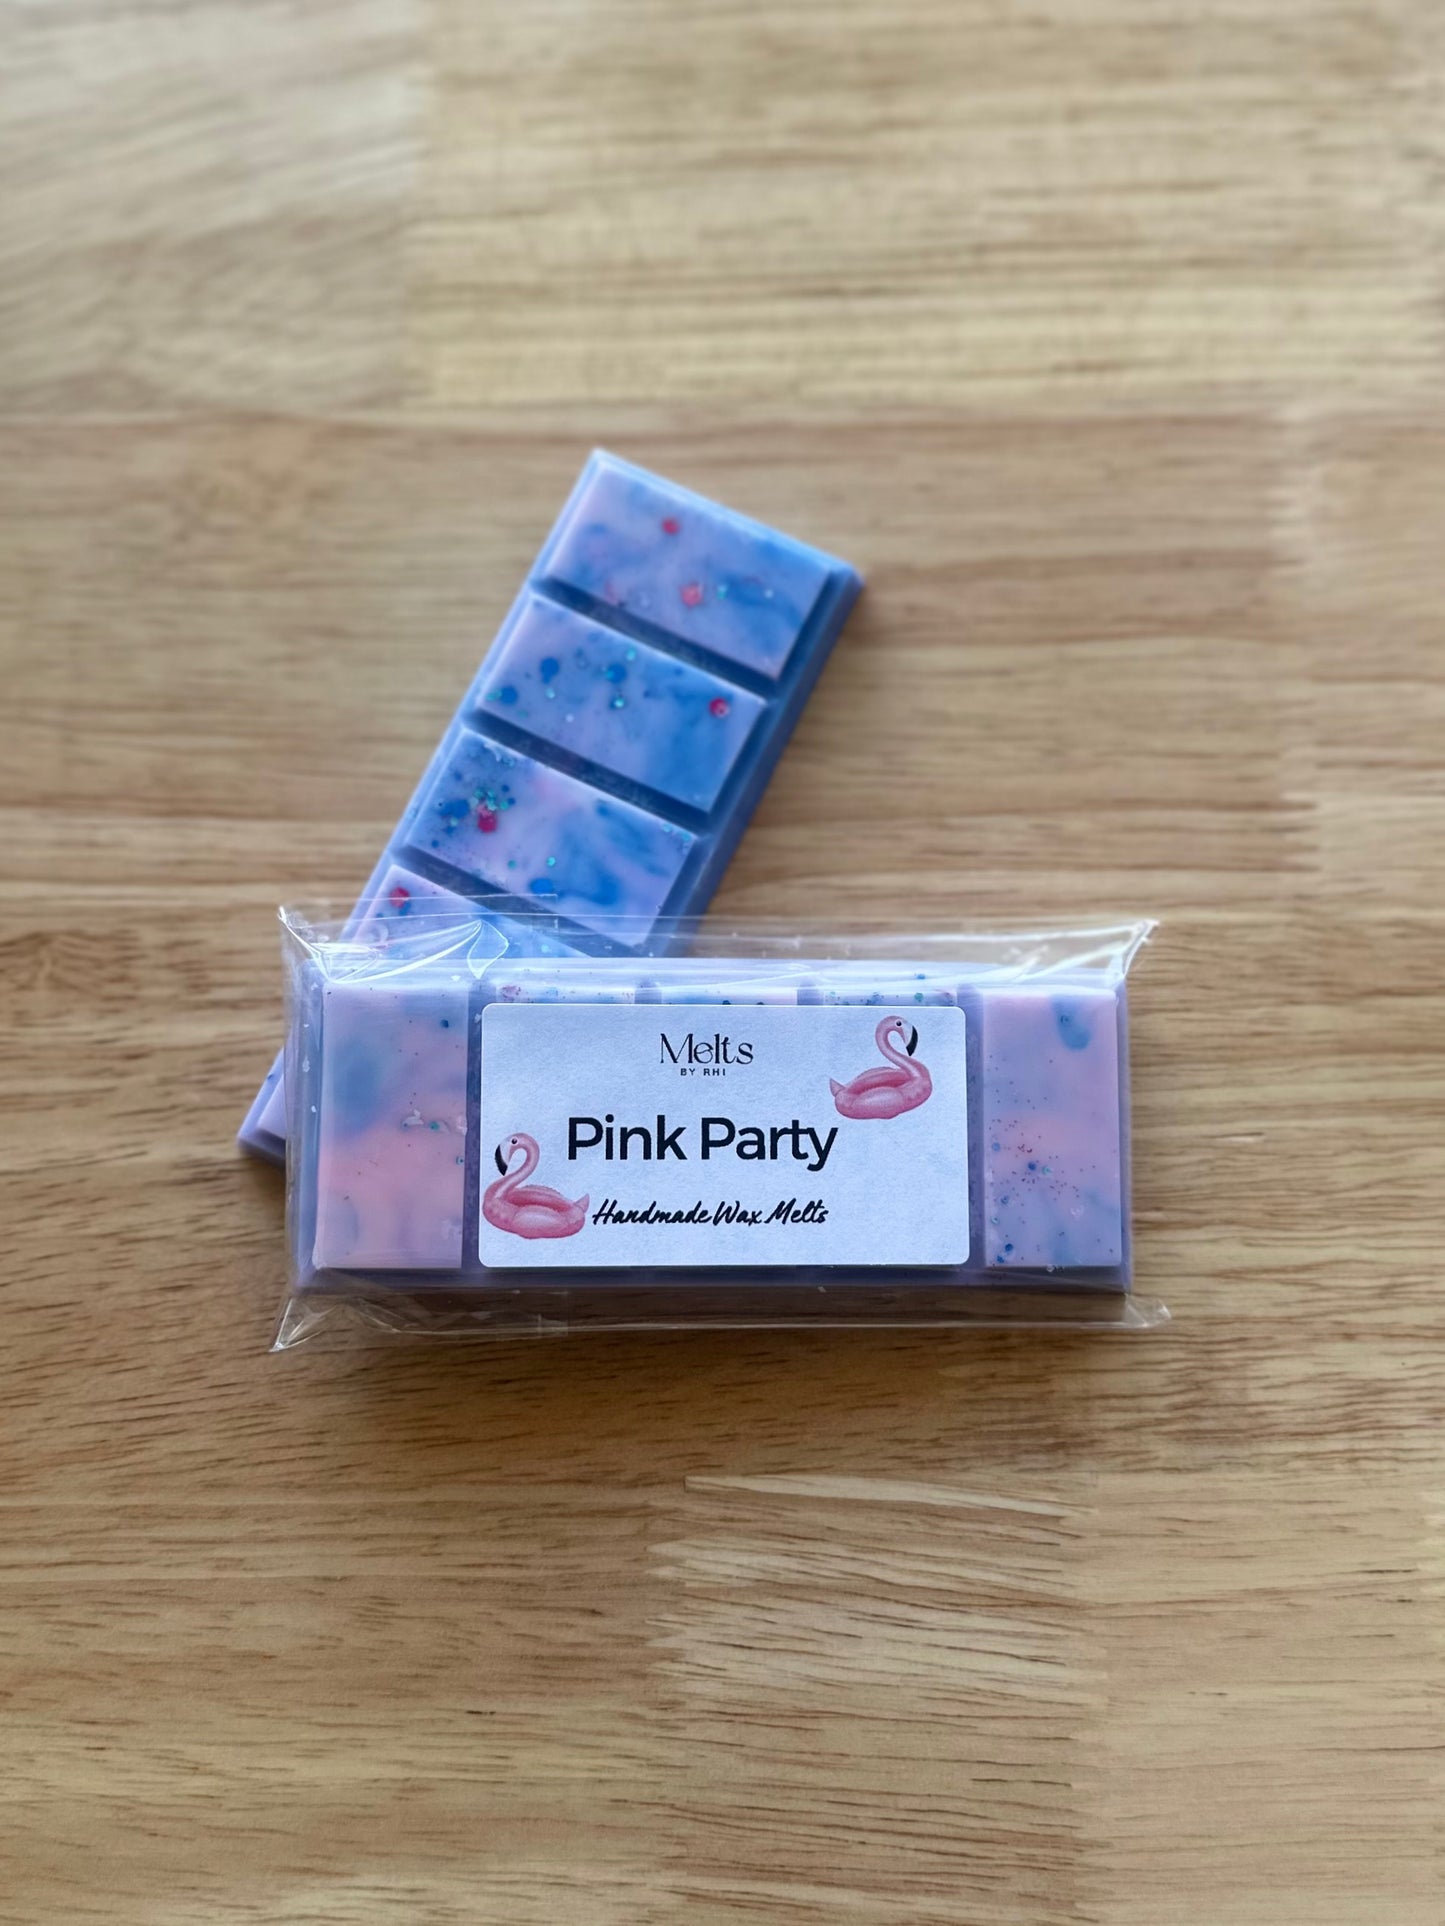 Melts
BY RHI
Pink Party
Handmade Wax Melts